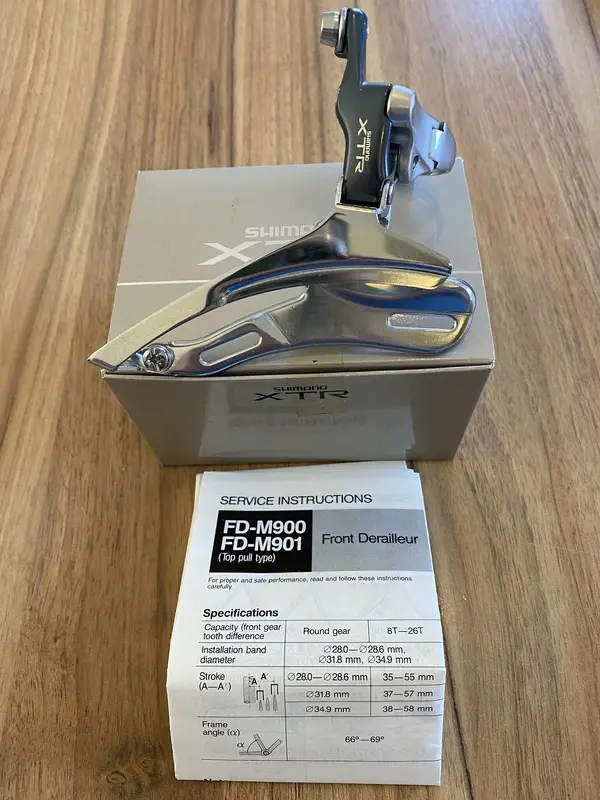 SHIMANO
XTR
SHIMANO
XTR
SERVICE INSTRUCTIONS
FD-M900
FD-M901
(Top pull type)
Front Derailleur
For proper and safe performance, read and follow these instructions
carefully.
Specifications
Capacity (front gear
tooth difference
Round gear
8T—26T
Installation band
diameter
∅28.0—∅28.6 mm,
∅31.8 mm, ∅34.9 mm
Stroke
(A—A′)
A A′
∅28.0—∅28.6 mm
35—55 mm
∅31.8 mm
37—57 mm
∅34.9 mm
38—58 mm
Frame
angle (α)
α
66°—69°